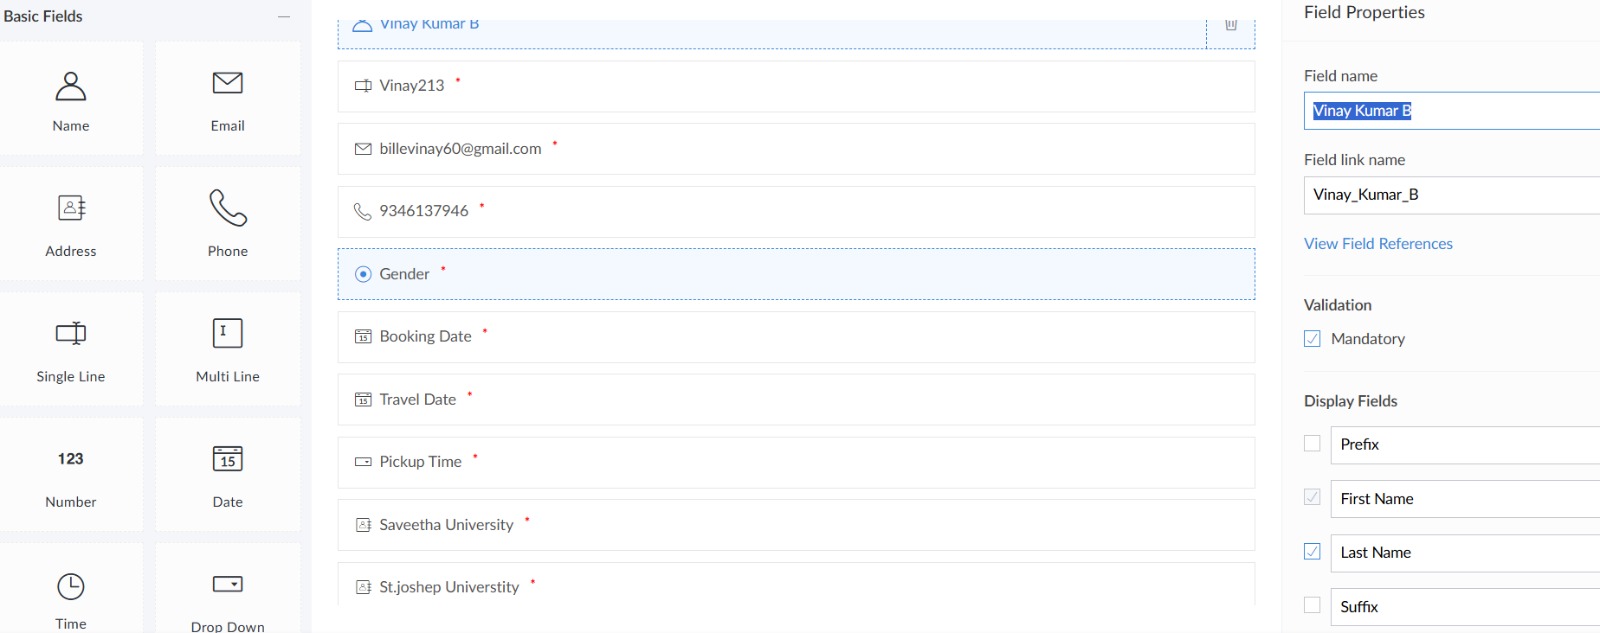 Basic Fields
Name
Email
Address
Phone
Single Line
Multi Line
123
Number
15
Date
Time
Drop Down
Vinay Kumar B
Vinay213 *
billevinay60@gmail.com *
9346137946 *
Gender *
15 Booking Date *
15 Travel Date *
Pickup Time *
Saveetha University *
St.joshep Universtity *
Field Properties
Field name
Vinay Kumar B
Field link name
Vinay_Kumar_B
View Field References
Validation
Mandatory
Display Fields
Prefix
First Name
Last Name
Suffix